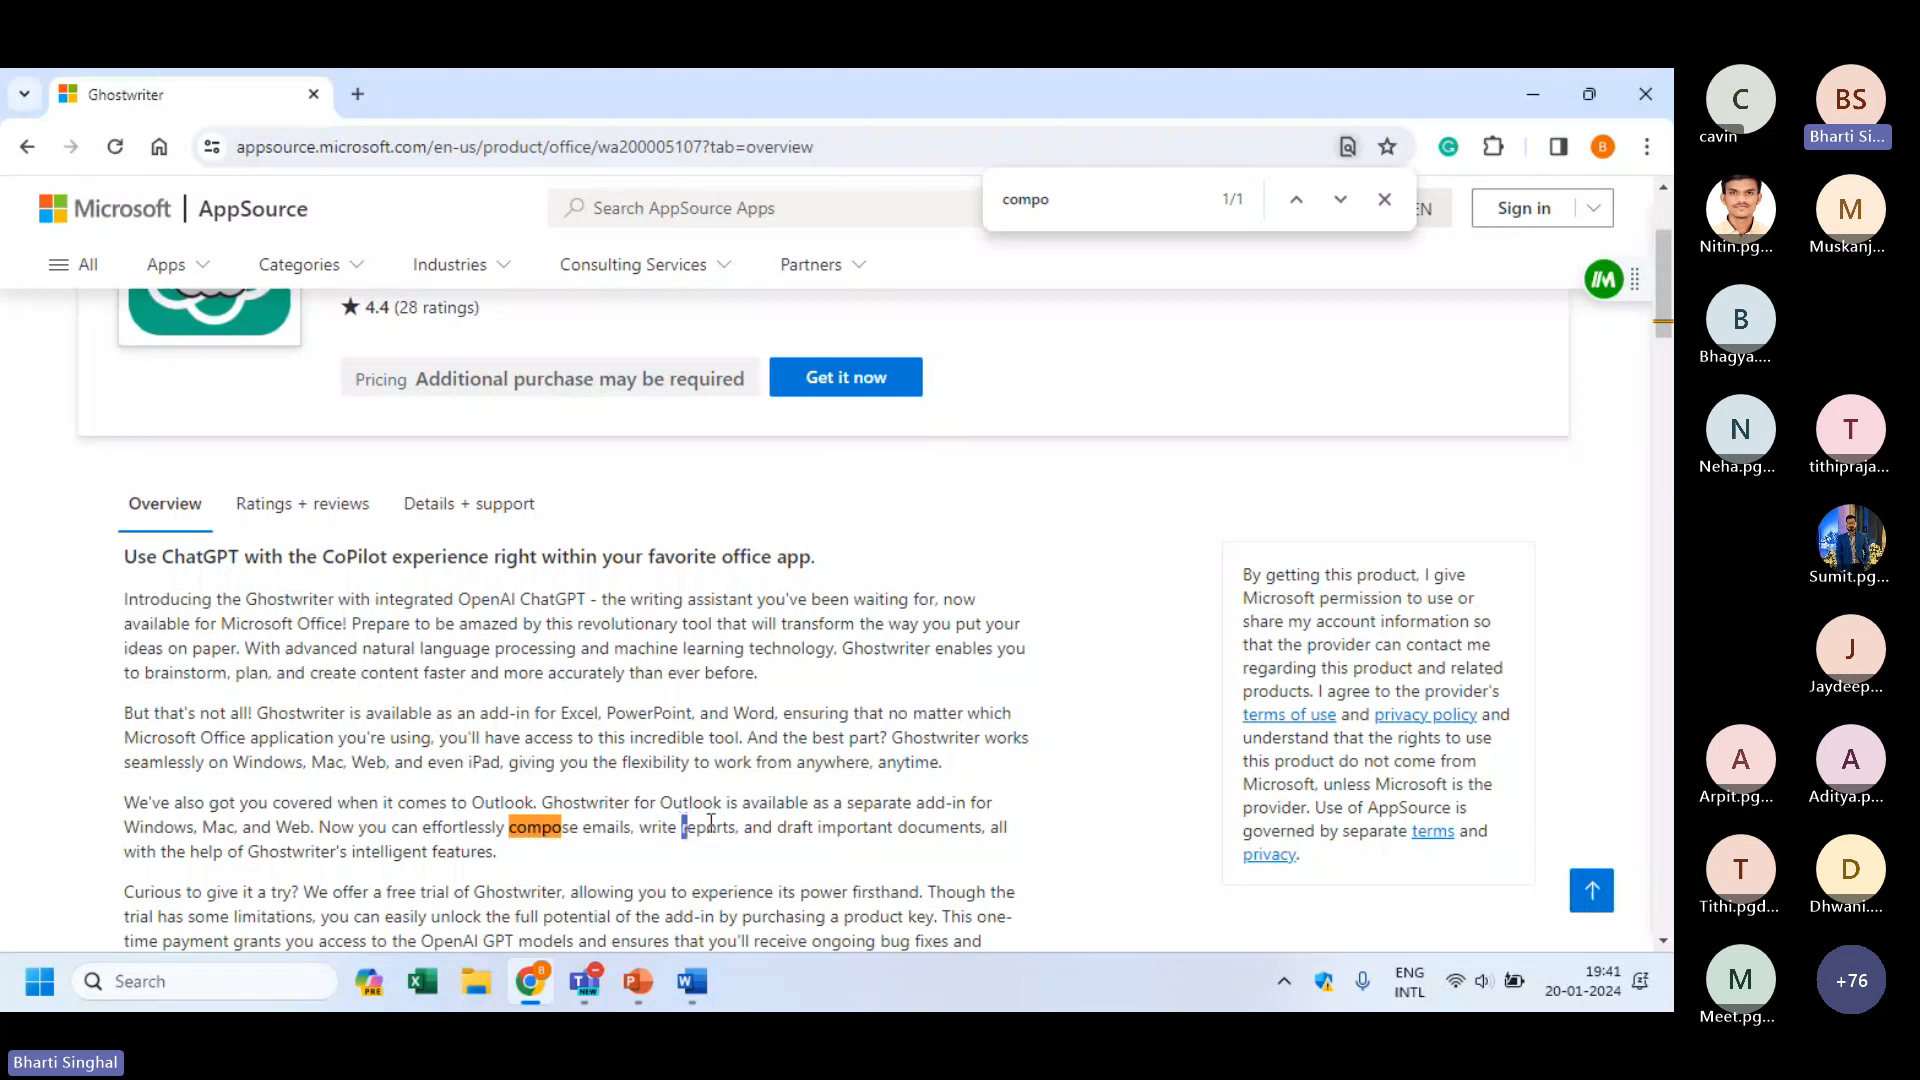 Ghostwriter
appsource.microsoft.com/en-us/product/office/wa200005107?tab=overview
B
compo
1/1
Microsoft | AppSource
Search AppSource Apps
EN
Sign in
All
Apps
Categories
Industries
Consulting Services
Partners
4.4 (28 ratings)
Pricing Additional purchase may be required
Get it now
Overview
Ratings + reviews
Details + support
Use ChatGPT with the CoPilot experience right within your favorite office app.
Introducing the Ghostwriter with integrated OpenAI ChatGPT - the writing assistant you've been waiting for, now
available for Microsoft Office! Prepare to be amazed by this revolutionary tool that will transform the way you put your
ideas on paper. With advanced natural language processing and machine learning technology, Ghostwriter enables you
to brainstorm, plan, and create content faster and more accurately than ever before.
But that's not all! Ghostwriter is available as an add-in for Excel, PowerPoint, and Word, ensuring that no matter which
Microsoft Office application you're using, you'll have access to this incredible tool. And the best part? Ghostwriter works
seamlessly on Windows, Mac, Web, and even iPad, giving you the flexibility to work from anywhere, anytime.
We've also got you covered when it comes to Outlook. Ghostwriter for Outlook is available as a separate add-in for
Windows, Mac, and Web. Now you can effortlessly compose emails, write reports, and draft important documents, all
with the help of Ghostwriter's intelligent features.
Curious to give it a try? We offer a free trial of Ghostwriter, allowing you to experience its power firsthand. Though the
trial has some limitations, you can easily unlock the full potential of the add-in by purchasing a product key. This one-
time payment grants you access to the OpenAI GPT models and ensures that you'll receive ongoing bug fixes and
By getting this product, I give
Microsoft permission to use or
share my account information so
that the provider can contact me
regarding this product and related
products. I agree to the provider's
terms of use and privacy policy and
understand that the rights to use
this product do not come from
Microsoft, unless Microsoft is the
provider. Use of AppSource is
governed by separate terms and
privacy.
Search
PRE
B
NEW
ENG
INTL
19:41
20-01-2024
C
cavin
BS
Bharti Si...
Nitin.pg...
M
Muskanj...
B
Bhagya....
N
Neha.pg...
T
tithipraja...
Sumit.pg...
J
Jaydeep...
A
Arpit.pg...
A
Aditya.p...
T
Tithi.pgd...
D
Dhwani....
M
Meet.pg...
+76
Bharti Singhal